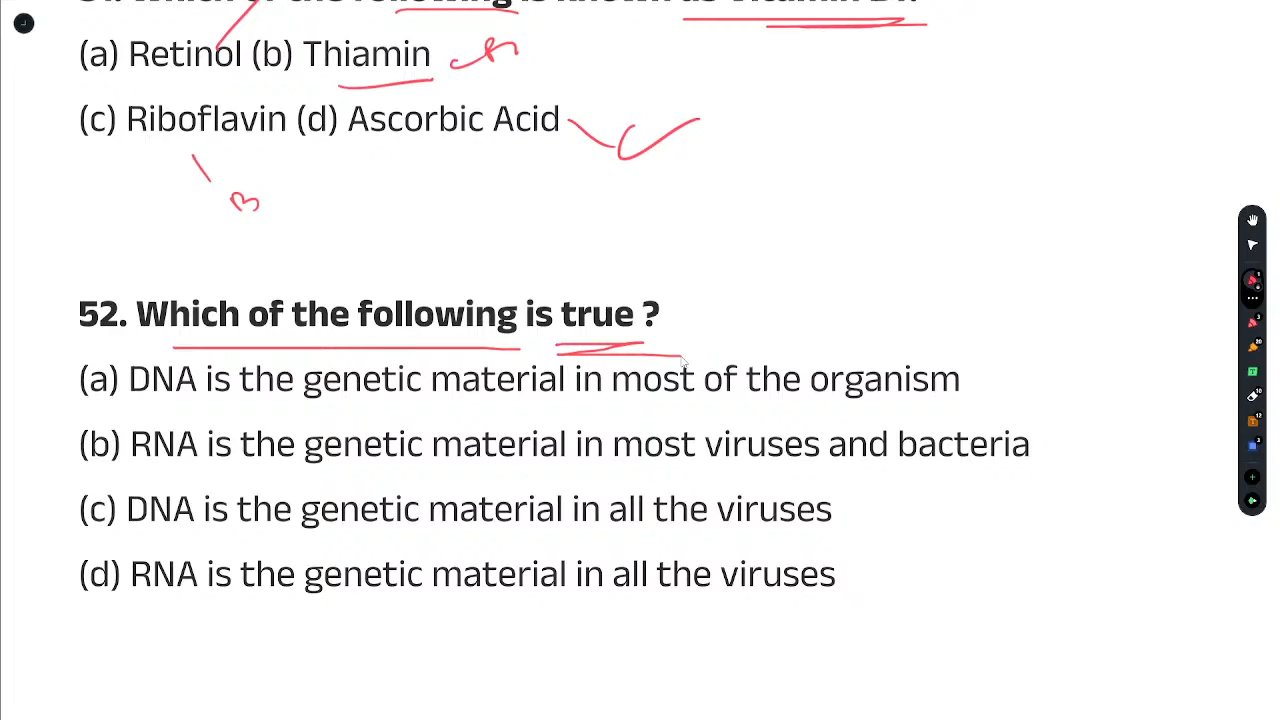 (a) Retinol (b) Thiamin
(c) Riboflavin (d) Ascorbic Acid
B
52. Which of the following is true ?
(a) DNA is the genetic material in most of the organism
(b) RNA is the genetic material in most viruses and bacteria
(c) DNA is the genetic material in all the viruses
(d) RNA is the genetic material in all the viruses